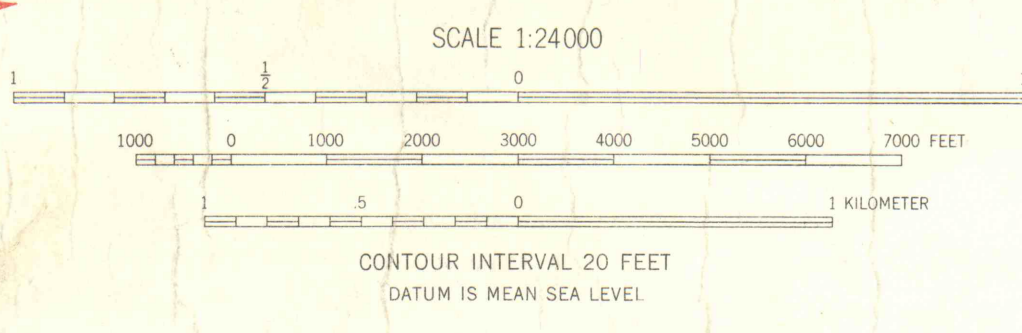 SCALE 1:24000
1 1/2 0 1
1000 0 1000 2000 3000 4000 5000 6000 7000 FEET
1 .5 0 1 KILOMETER
CONTOUR INTERVAL 20 FEET
DATUM IS MEAN SEA LEVEL